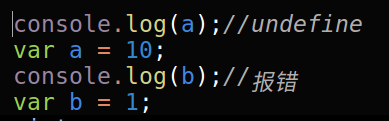 console.log(a);//undefine
var a = 10;
console.log(b);//报错
var b = 1;